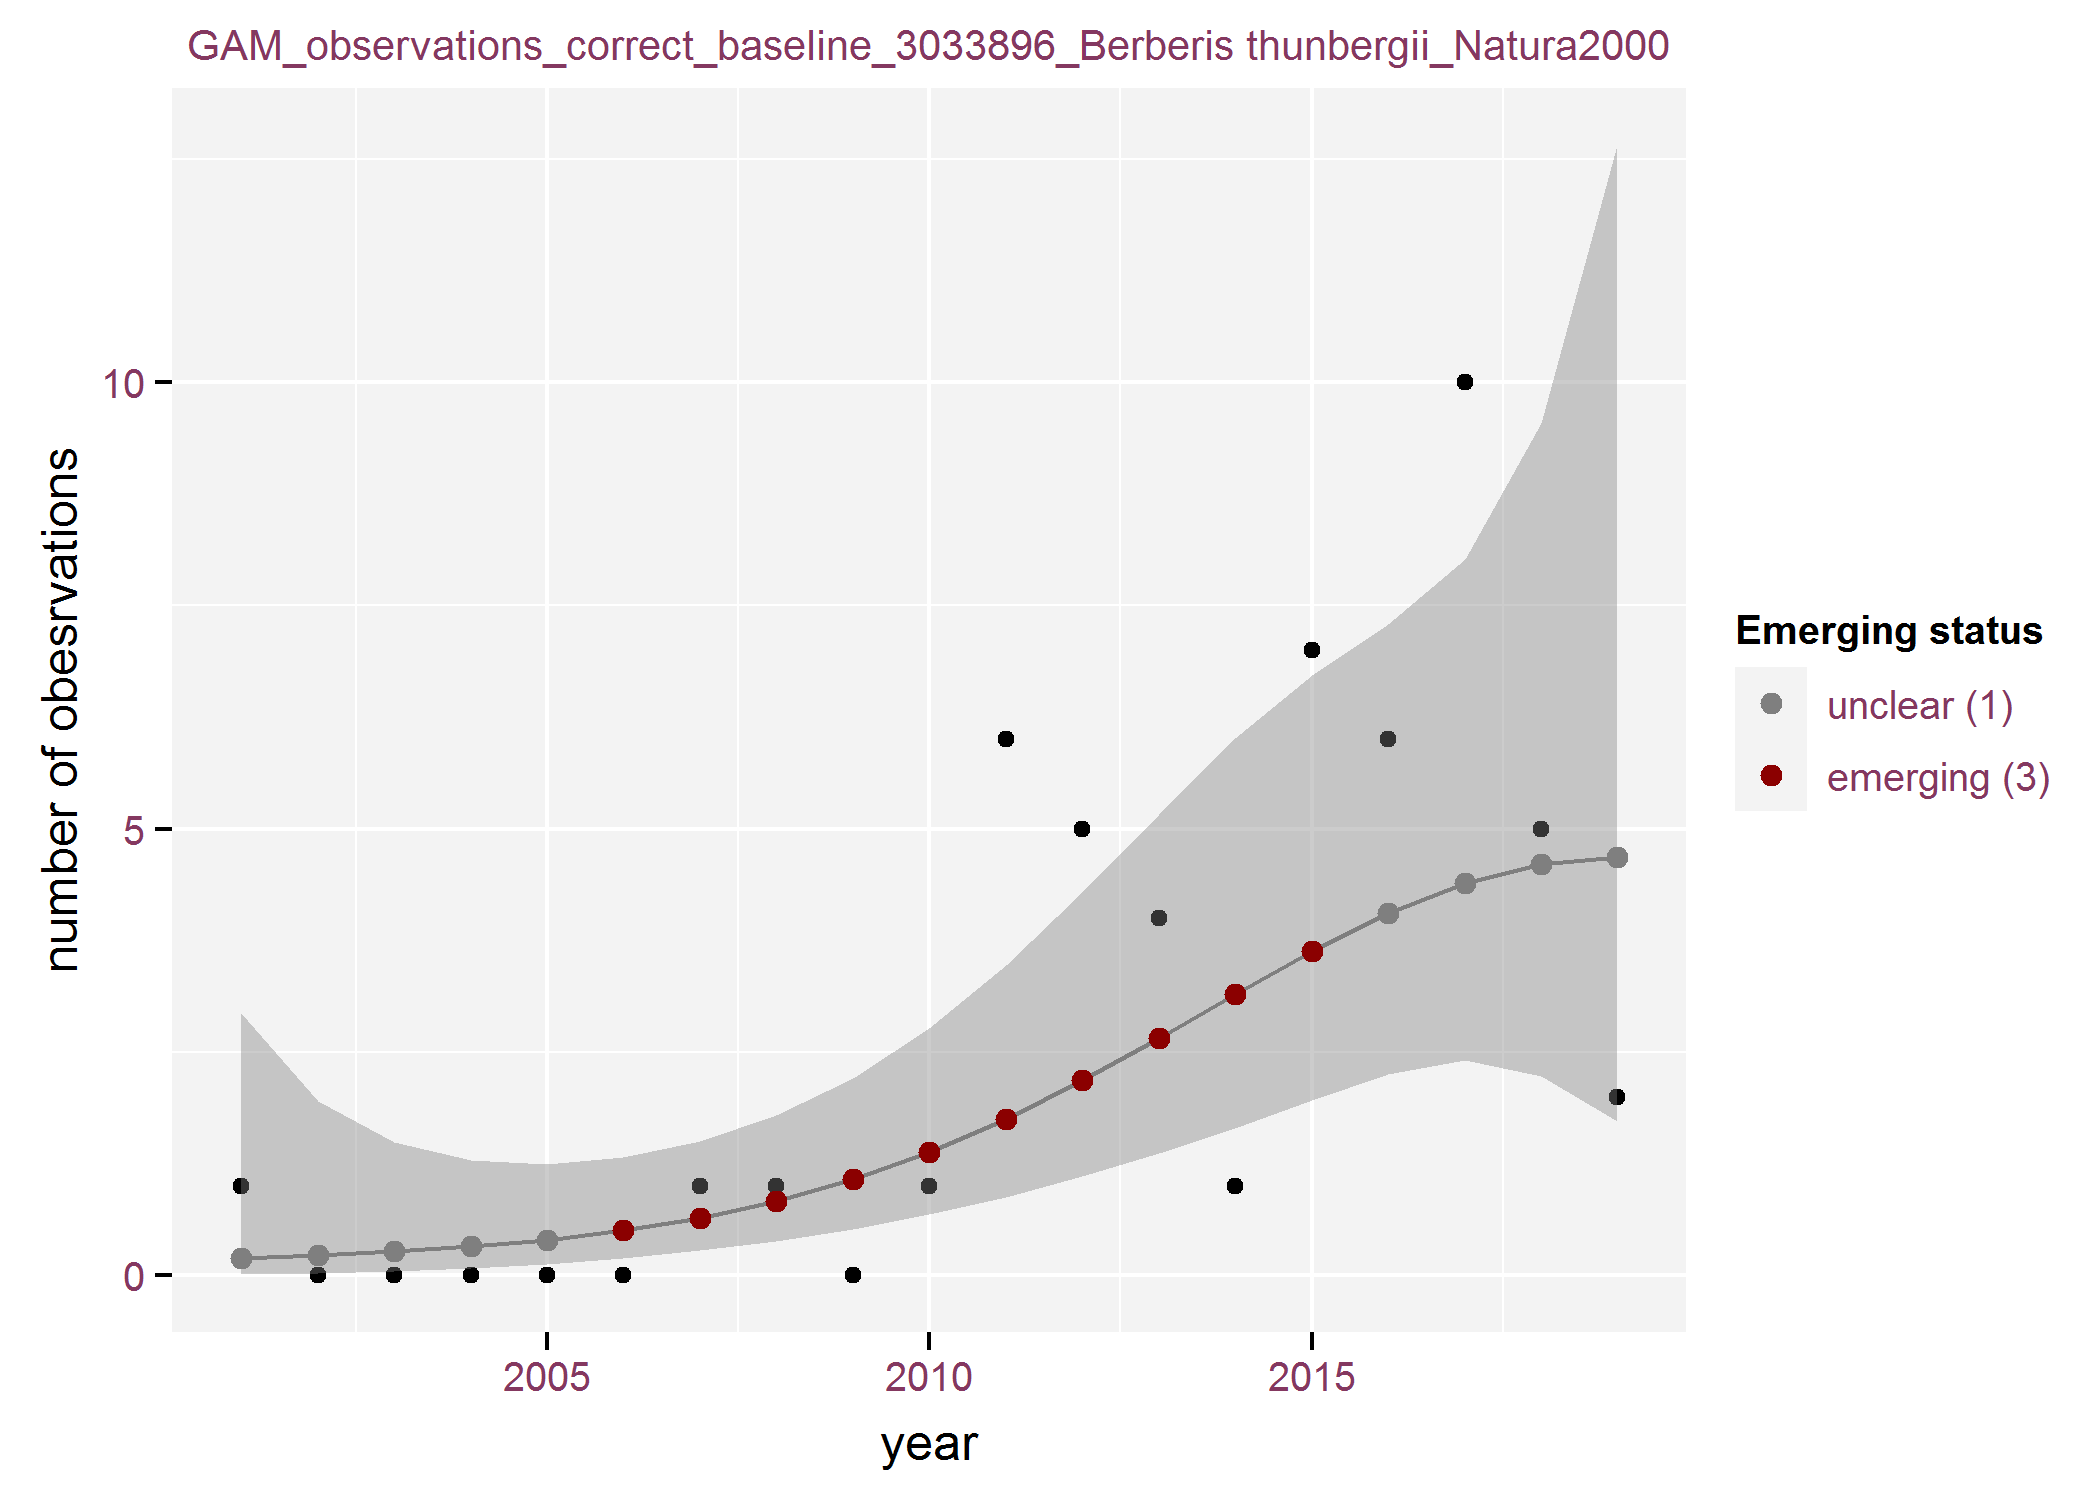 GAM_observations_correct_baseline_3033896_Berberis thunbergii_Natura2000
number of obesrvations
10
5
0
2005 2010 2015
year
Emerging status
unclear (1)
emerging (3)